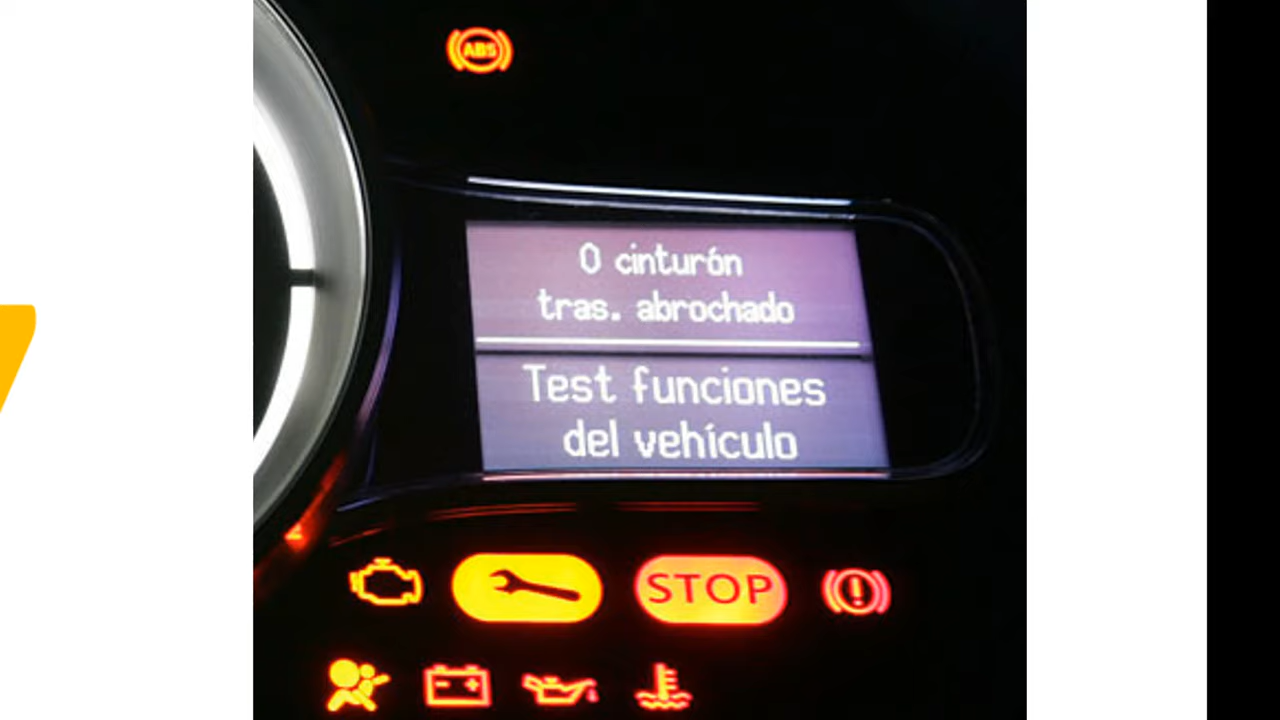 ABS
0 cinturón
tras. abrochado
Test funciones
del vehículo
STOP